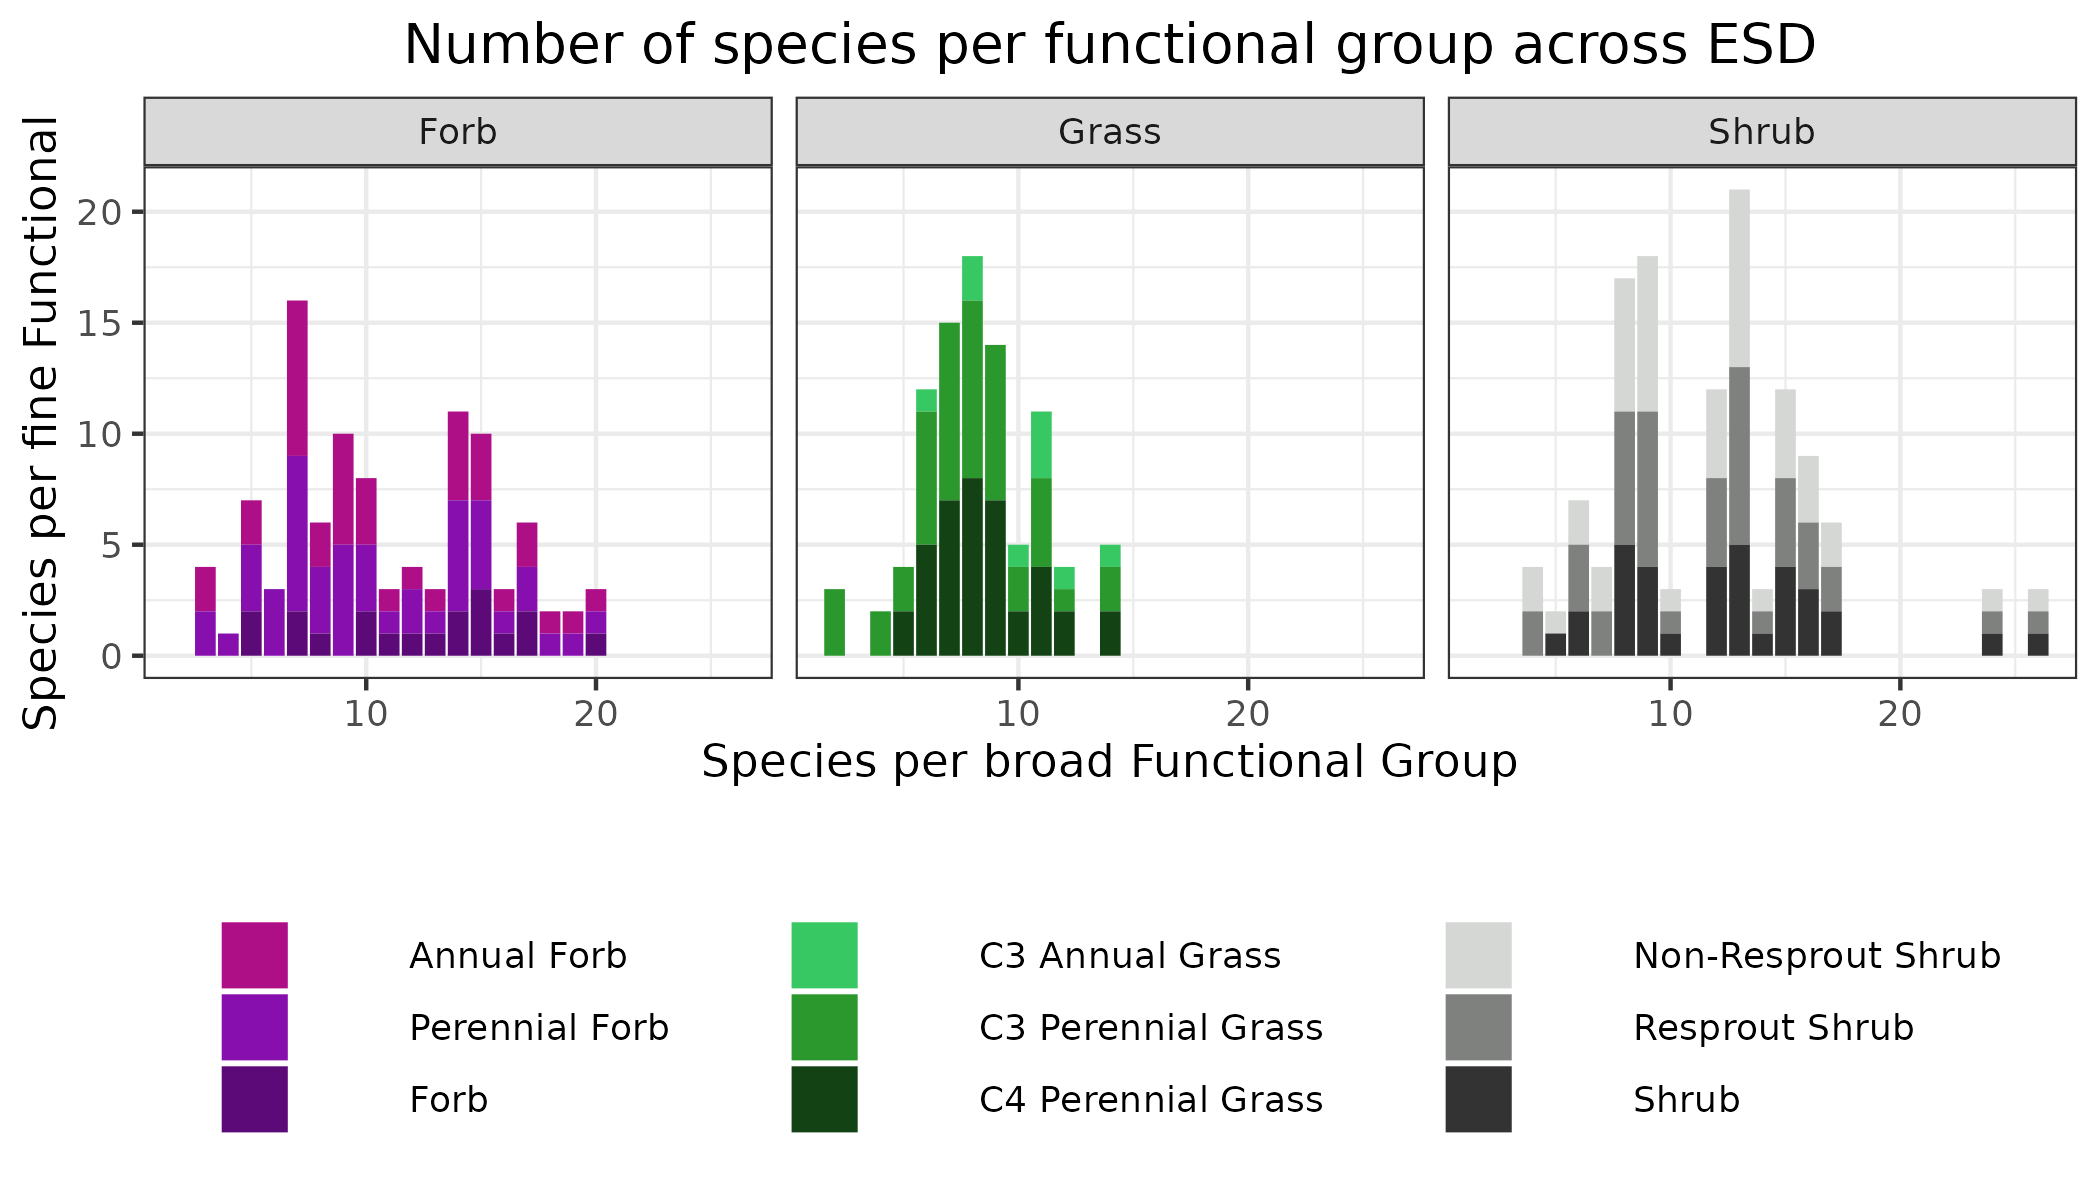 Number of species per functional group across ESD
Forb
Grass
Shrub
Species per fine Functional
20
15
10
5
0
10
20
10
20
10
20
Species per broad Functional Group
Annual Forb
Perennial Forb
Forb
C3 Annual Grass
C3 Perennial Grass
C4 Perennial Grass
Non-Resprout Shrub
Resprout Shrub
Shrub